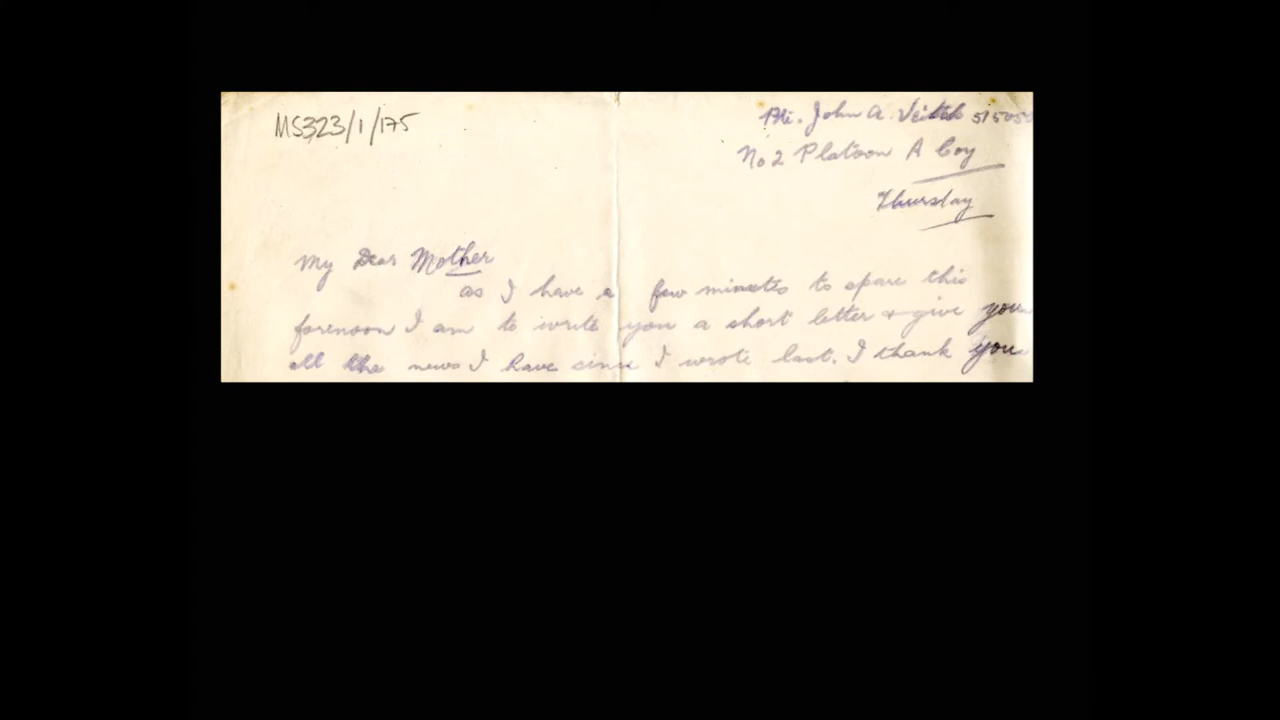 MS323/1/175
Pte. John A. Veitch 515050
No 2 Platoon A Coy
Thursday
My Dear Mother
as I have a few minutes to spare this
forenoon I am to write you a short letter & give you
all the news I have since I wrote last. I thank you